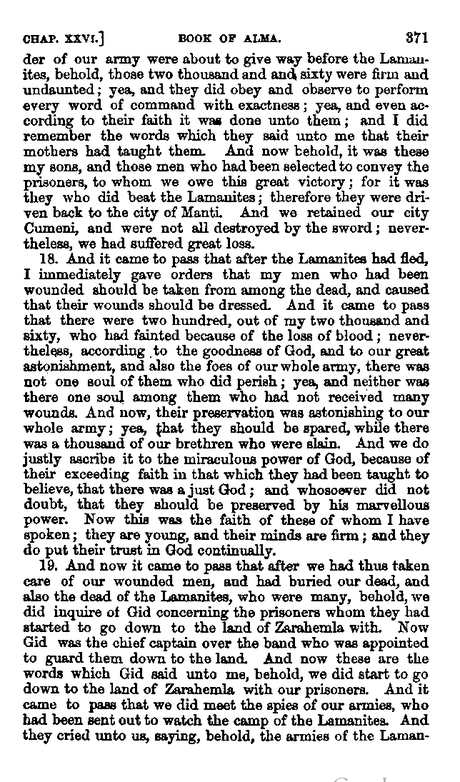 CHAP. XXVI.] BOOK OF ALMA. 371
der of our army were about to give way before the Laman-
ites, behold, those two thousand and and sixty were firm and
undaunted; yea, and they did obey and observe to perform
every word of command with exactness; yea, and even ac-
cording to their faith it was done unto them; and I did
remember the words which they said unto me that their
mothers had taught them. And now behold, it was these
my sons, and those men who had been selected to convey the
prisoners, to whom we owe this great victory; for it was
they who did beat the Lamanites; therefore they were dri-
ven back to the city of Manti. And we retained our city
Cumeni, and were not all destroyed by the sword; never-
theless, we had suffered great loss.
18. And it came to pass that after the Lamanites had fled,
I immediately gave orders that my men who had been
wounded should be taken from among the dead, and caused
that their wounds should be dressed. And it came to pass
that there were two hundred, out of my two thousand and
sixty, who had fainted because of the loss of blood; never-
theless, according to the goodness of God, and to our great
astonishment, and also the foes of our whole army, there was
not one soul of them who did perish; yea, and neither was
there one soul among them who had not received many
wounds. And now, their preservation was astonishing to our
whole army; yea, that they should be spared, while there
was a thousand of our brethren who were slain. And we do
justly ascribe it to the miraculous power of God, because of
their exceeding faith in that which they had been taught to
believe, that there was a just God; and whosoever did not
doubt, that they should be preserved by his marvellous
power. Now this was the faith of these of whom I have
spoken; they are young, and their minds are firm; and they
do put their trust in God continually.
19. And now it came to pass that after we had thus taken
care of our wounded men, and had buried our dead, and
also the dead of the Lamanites, who were many, behold, we
did inquire of Gid concerning the prisoners whom they had
started to go down to the land of Zarahemla with. Now
Gid was the chief captain over the band who was appointed
to guard them down to the land. And now these are the
words which Gid said unto me, behold, we did start to go
down to the land of Zarahemla with our prisoners. And it
came to pass that we did meet the spies of our armies, who
had been sent out to watch the camp of the Lamanites. And
they cried unto us, saying, behold, the armies of the Laman-